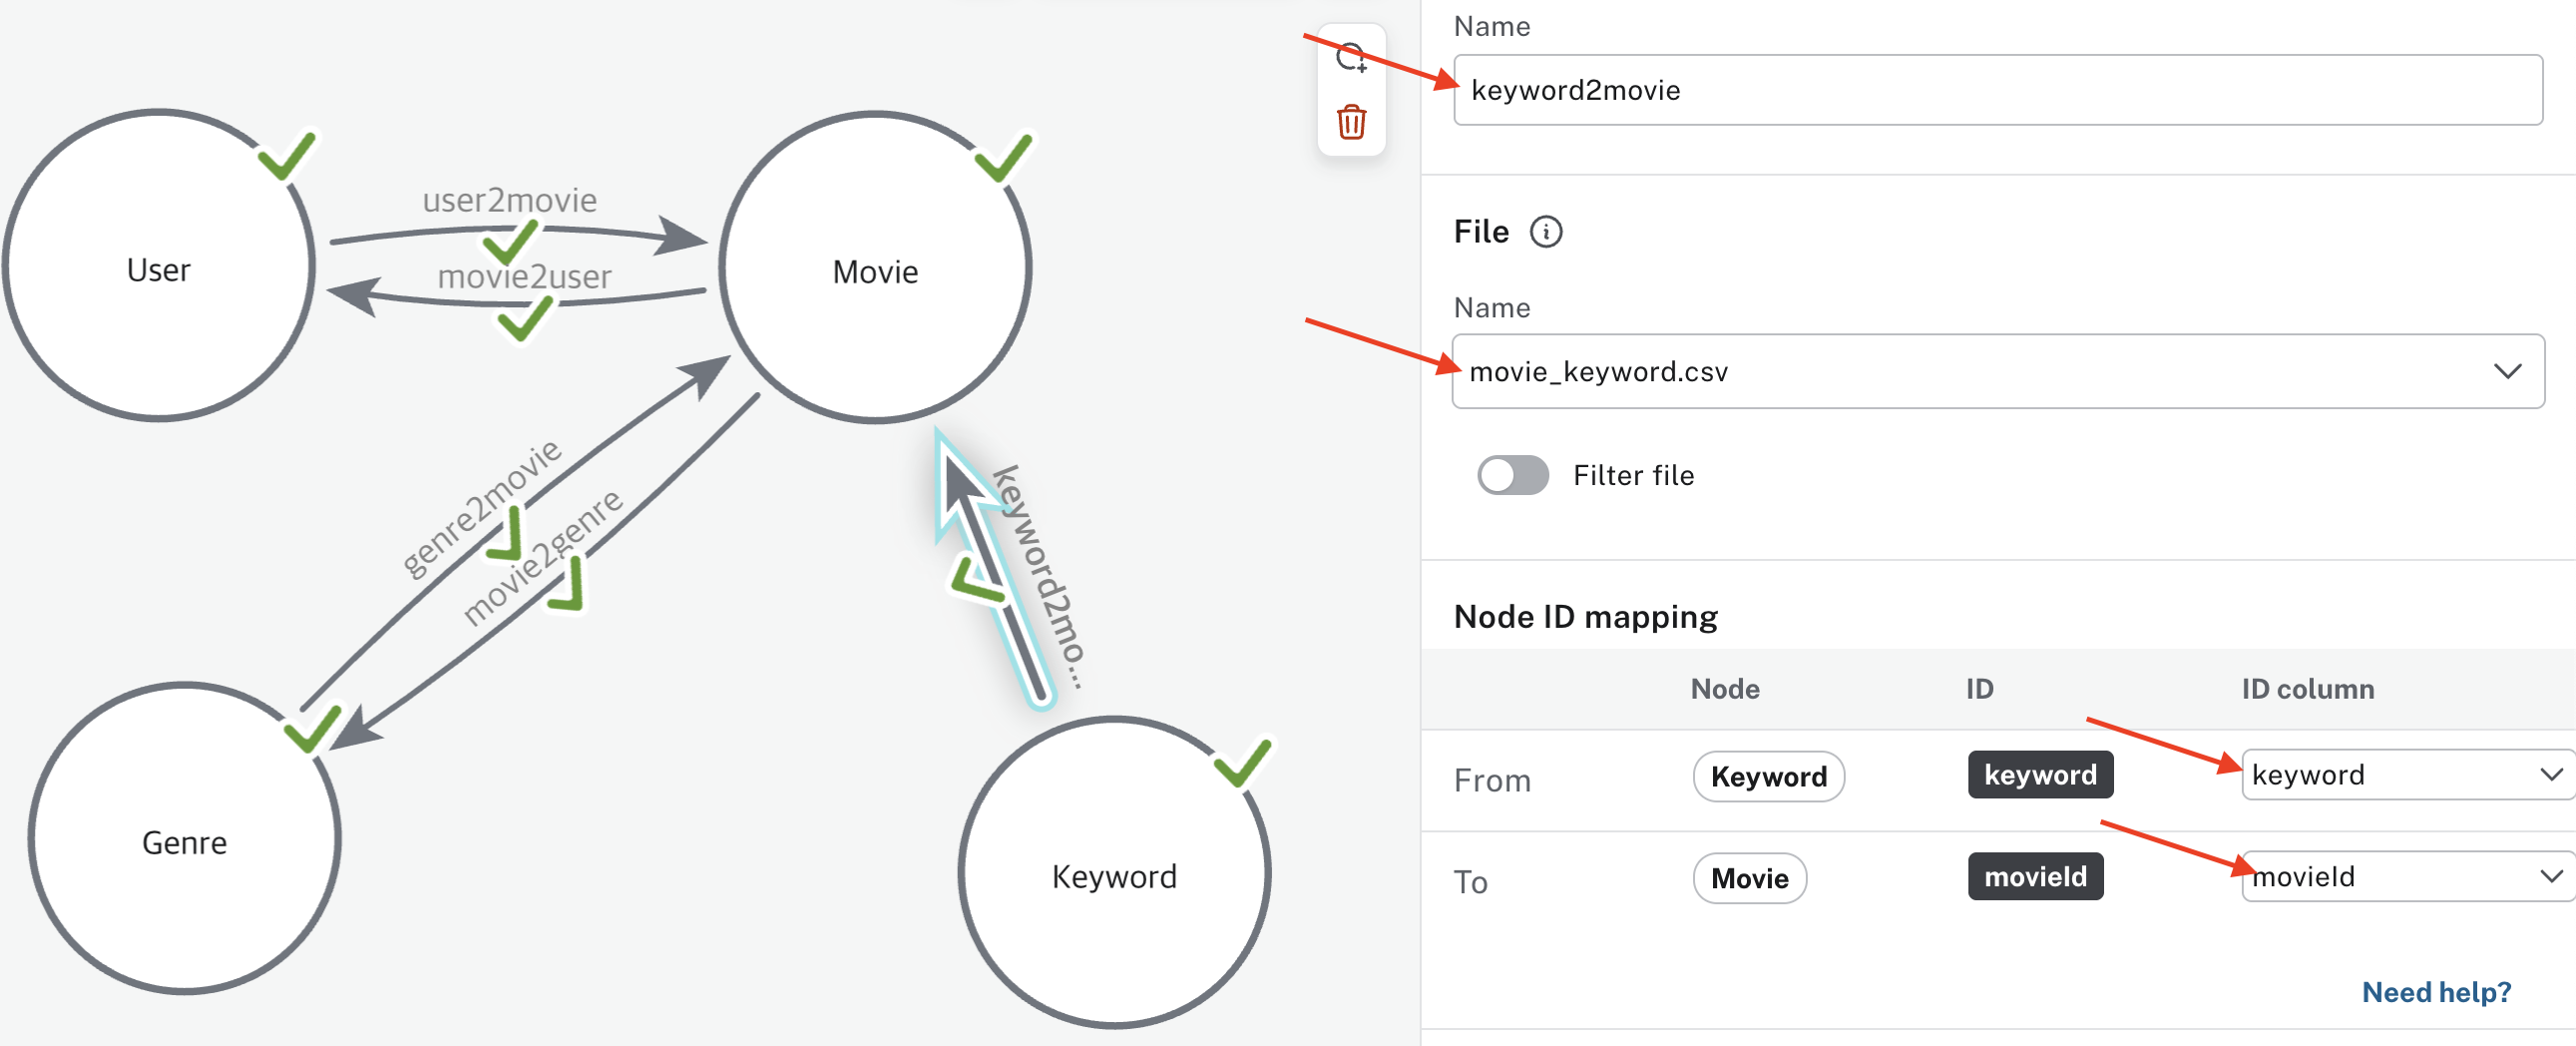 User
user2movie
movie2user
Movie
genre2movie
movie2genre
keyword2mo...
Genre
Keyword
Name
keyword2movie
File
Name
movie_keyword.csv
Filter file
Node ID mapping
Node ID ID column
From Keyword keyword keyword
To Movie movieId movieId
Need help?